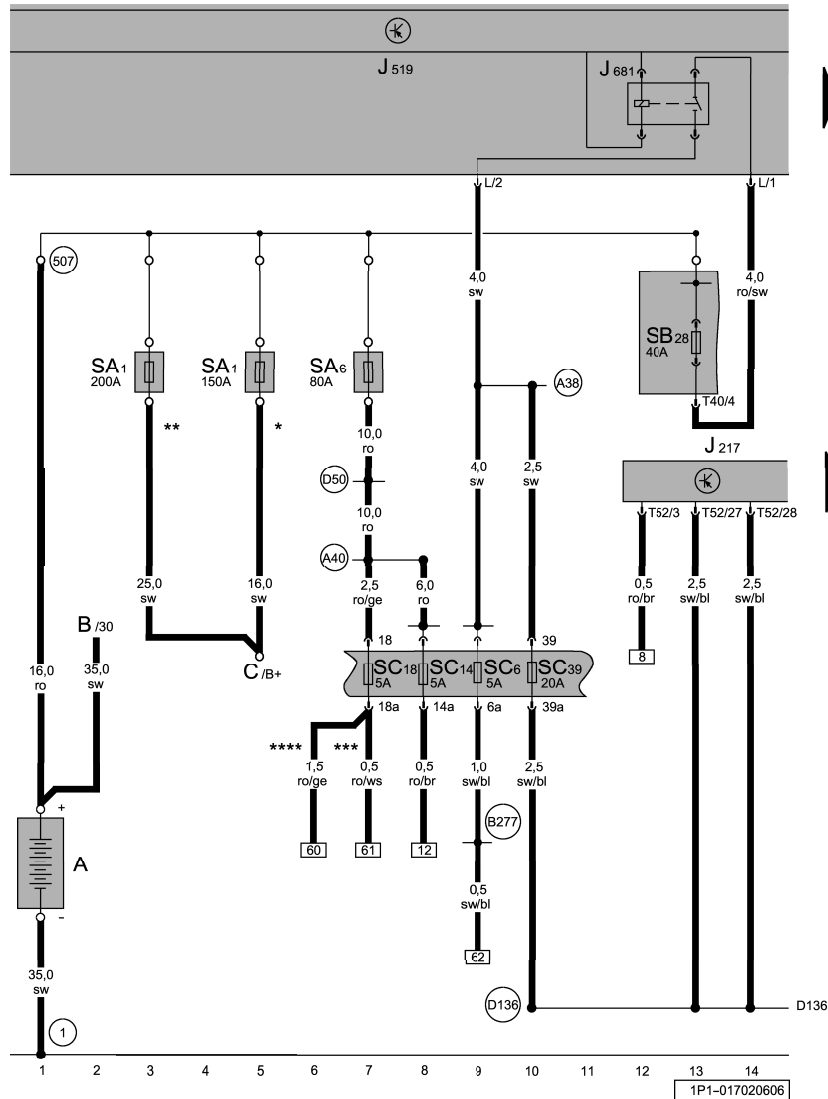 J 519
J 681
L/2
L/1
507
4,0
sw
4,0
ro/sw
SA1
200A
SA1
150A
SA6
80A
SB28
40A
**
*
A38
T40/4
10,0
ro
J 217
D50
4,0
sw
2,5
sw
10,0
ro
T52/3
T52/27
T52/28
A40
25,0
sw
16,0
sw
2,5
ro/ge
6,0
ro
0,5
ro/br
2,5
sw/bl
2,5
sw/bl
B /30
18
39
8
16,0
ro
35,0
sw
C /B+
SC18
5A
SC14
5A
SC6
5A
SC39
20A
18a
14a
6a
39a
****
***
1,5
ro/ge
0,5
ro/ws
0,5
ro/br
1,0
sw/bl
2,5
sw/bl
+
B277
60
61
12
A
0,5
sw/bl
-
62
35,0
sw
D136
D136
1
1 2 3 4 5 6 7 8 9 10 11 12 13 14
1P1-017020606